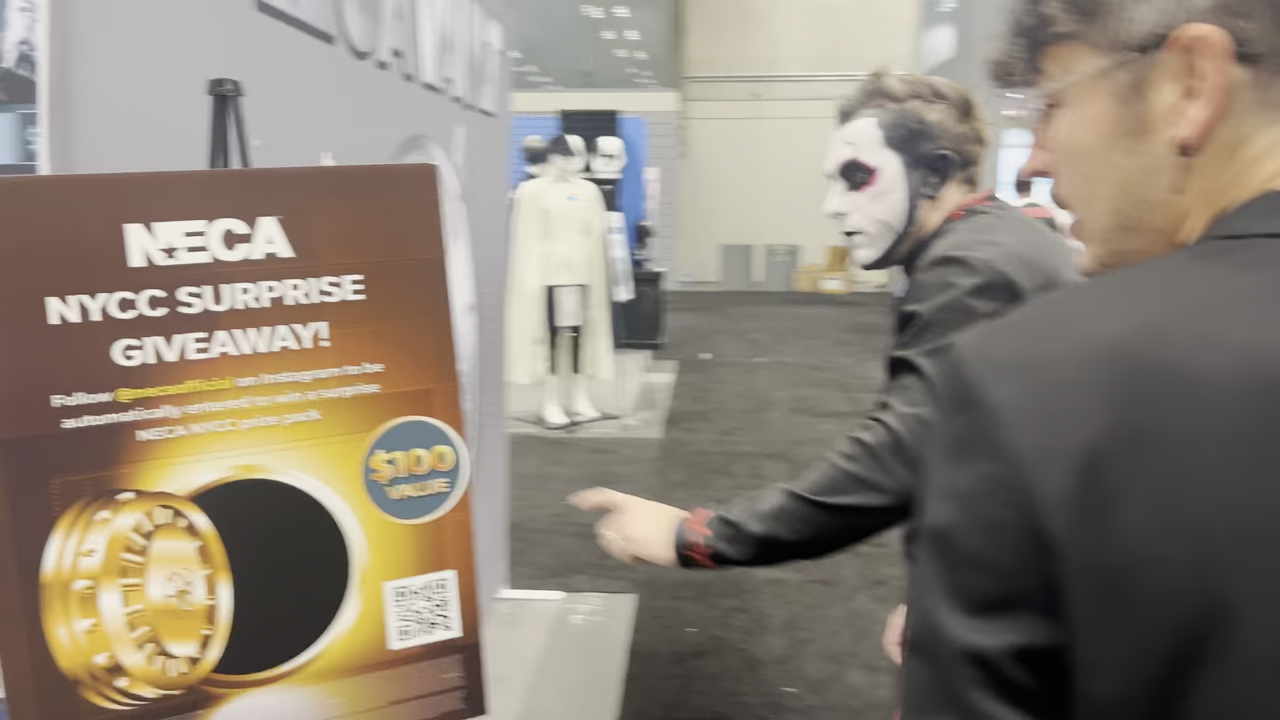 NECA
NYCC SURPRISE
GIVEAWAY!
Follow @necaofficial on Instagram to be
automatically entered to win a surprise
NECA NYCC prize pack
$100
VALUE